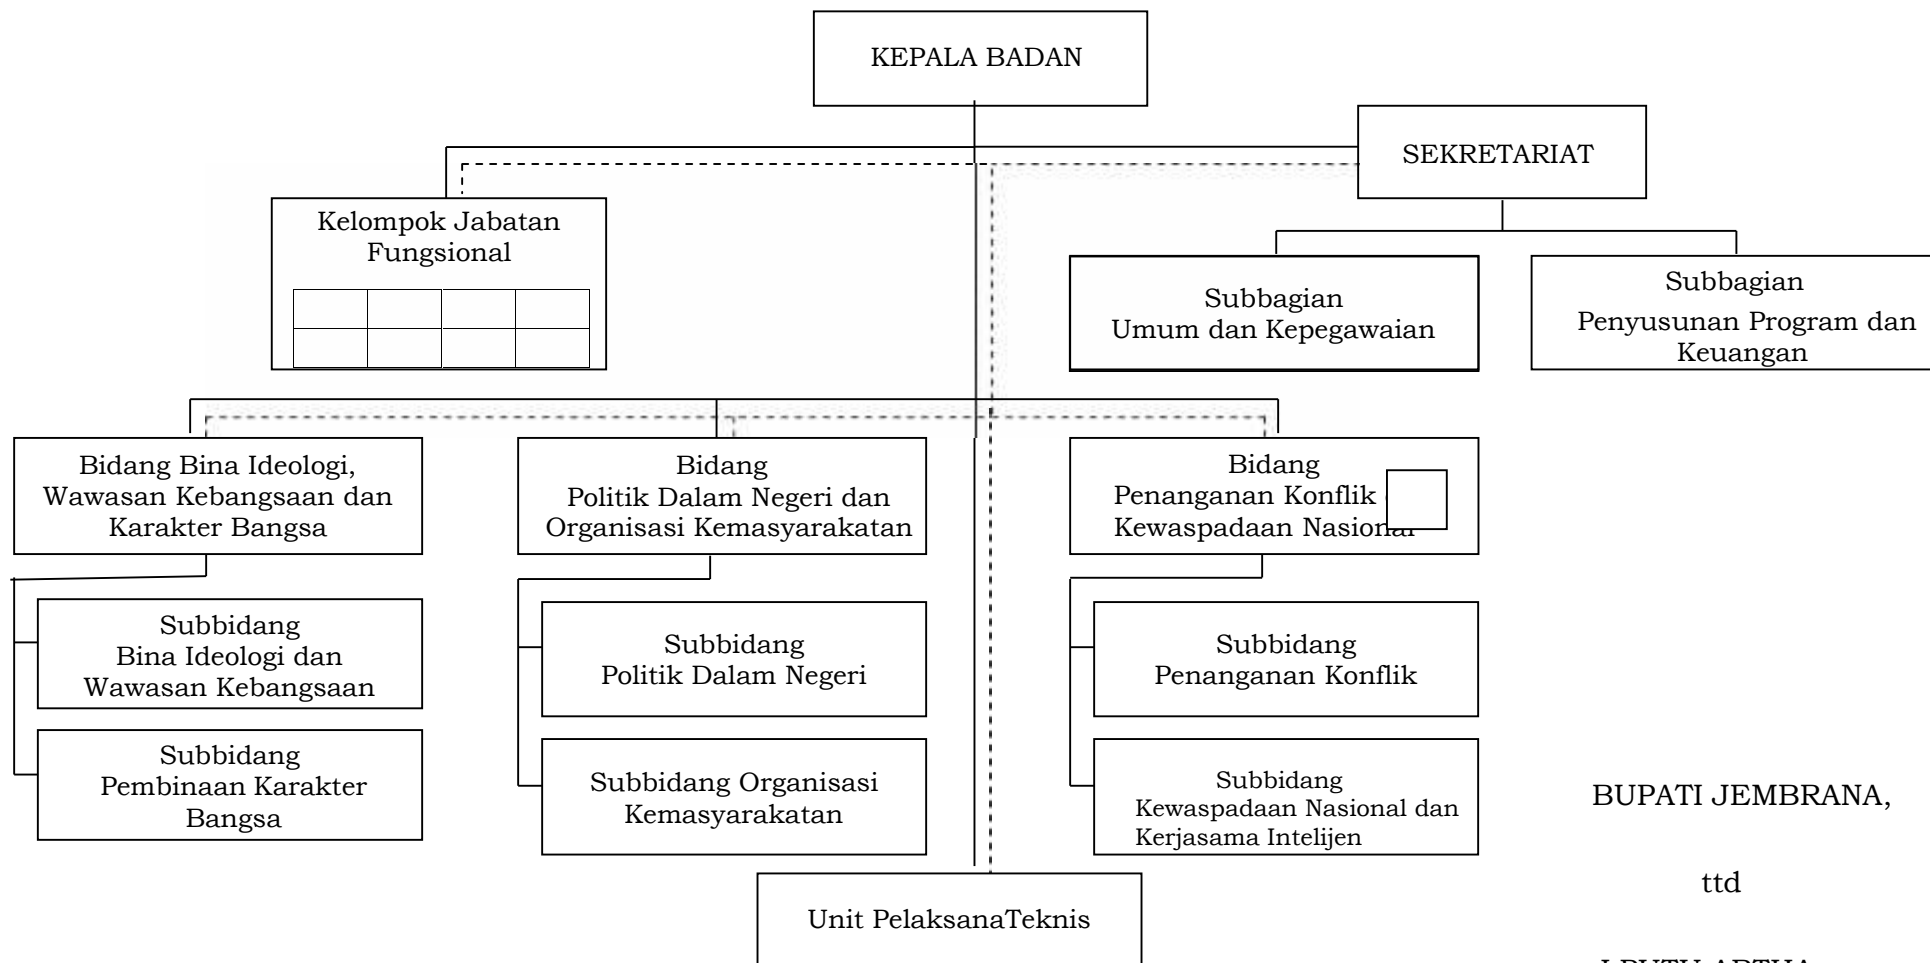 KEPALA BADAN
SEKRETARIAT
Kelompok Jabatan
Fungsional
Subbagian
Umum dan Kepegawaian
Subbagian
Penyusunan Program dan
Keuangan
Bidang Bina Ideologi,
Wawasan Kebangsaan dan
Karakter Bangsa
Bidang
Politik Dalam Negeri dan
Organisasi Kemasyarakatan
Bidang
Penanganan Konflik
Kewaspadaan Nasional
Subbidang
Bina Ideologi dan
Wawasan Kebangsaan
Subbidang
Politik Dalam Negeri
Subbidang
Penanganan Konflik
Subbidang
Pembinaan Karakter
Bangsa
Subbidang Organisasi
Kemasyarakatan
Subbidang
Kewaspadaan Nasional dan
Kerjasama Intelijen
Unit PelaksanaTeknis
BUPATI JEMBRANA,
ttd